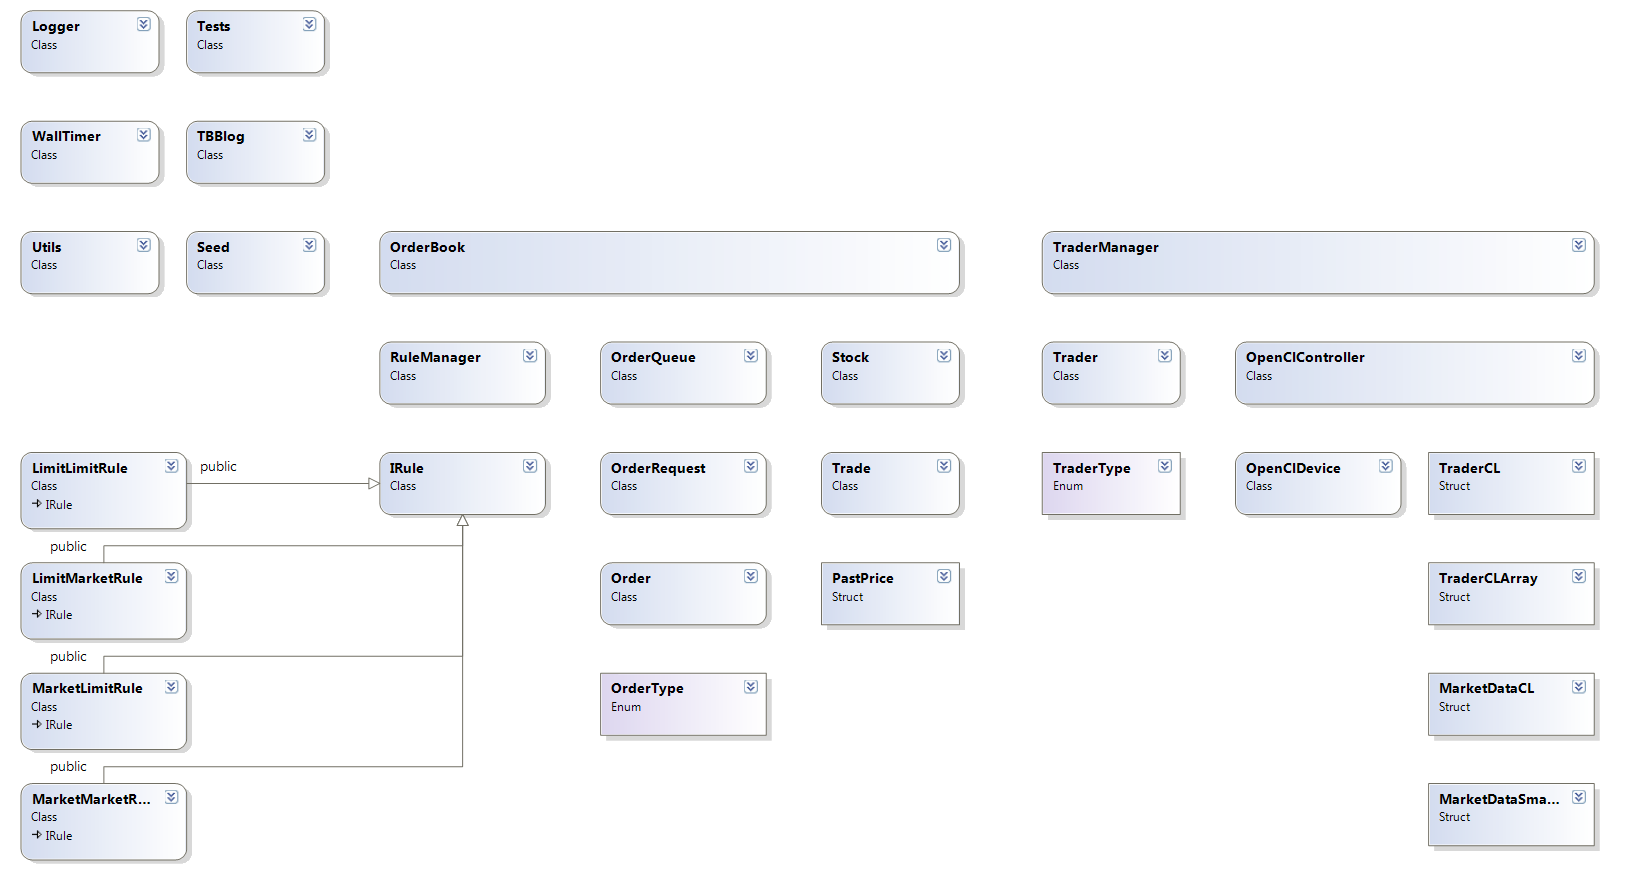 Logger
Class
Tests
Class
WallTimer
Class
TBBlog
Class
Utils
Class
Seed
Class
OrderBook
Class
TraderManager
Class
RuleManager
Class
OrderQueue
Class
Stock
Class
Trader
Class
OpenClController
Class
LimitLimitRule
Class
IRule
public
IRule
Class
OrderRequest
Class
Trade
Class
TraderType
Enum
OpenClDevice
Class
TraderCL
Struct
public
LimitMarketRule
Class
IRule
Order
Class
PastPrice
Struct
TraderCLArray
Struct
public
MarketLimitRule
Class
IRule
OrderType
Enum
MarketDataCL
Struct
public
MarketMarketR...
Class
IRule
MarketDataSma...
Struct